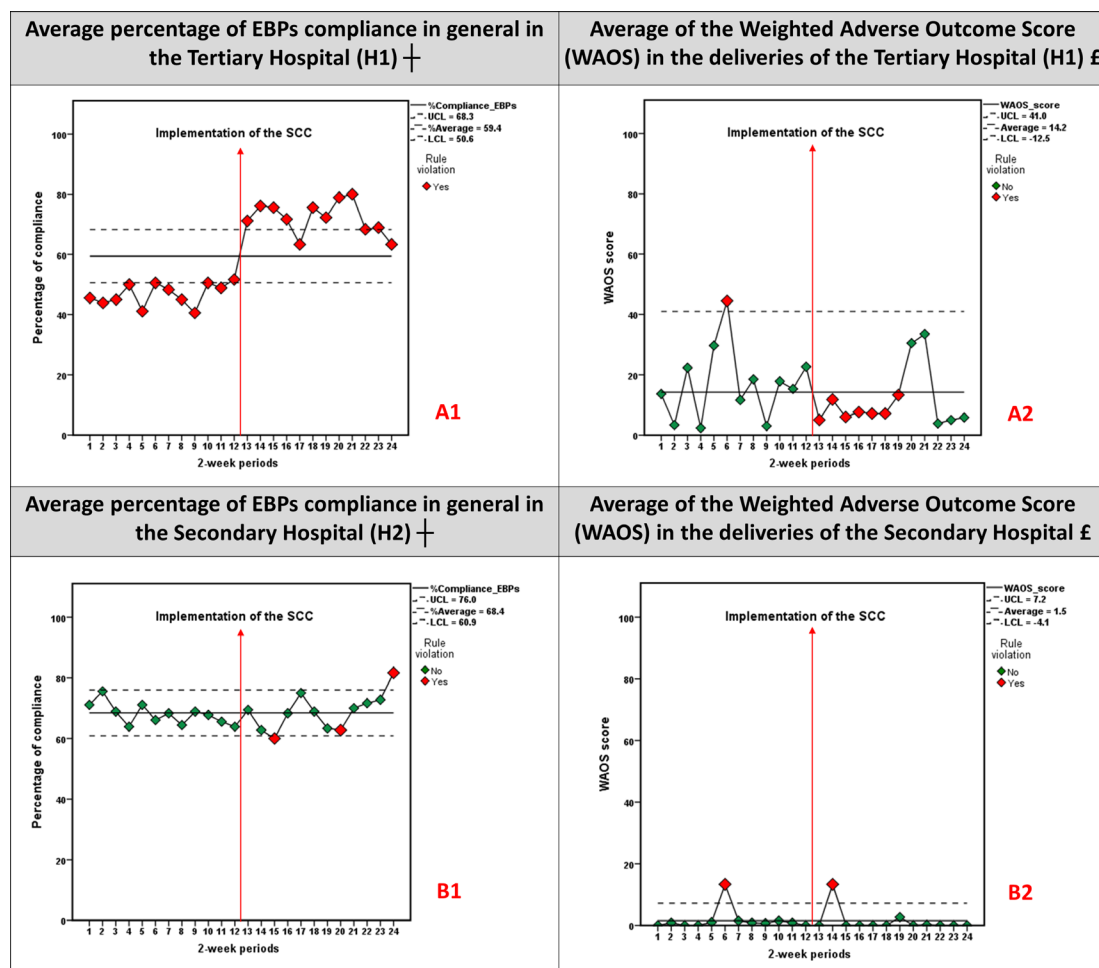 Average percentage of EBPs compliance in general in
the Tertiary Hospital (H1) ┼
Average of the Weighted Adverse Outcome Score
(WAOS) in the deliveries of the Tertiary Hospital (H1) £
%Compliance_EBPs
UCL = 68.3
%Average = 59.4
LCL = 50.6
Rule
violation
Yes
Implementation of the SCC
Percentage of compliance
100
80
60
40
20
0
1 2 3 4 5 6 7 8 9 10 11 12 13 14 15 16 17 18 19 20 21 22 23 24
2-week periods
A1
WAOS_score
UCL = 41.0
Average = 14.2
LCL = -12.5
Rule
violation
No
Yes
Implementation of the SCC
WAOS score
100
80
60
40
20
0
1 2 3 4 5 6 7 8 9 10 11 12 13 14 15 16 17 18 19 20 21 22 23 24
2-week periods
A2
Average percentage of EBPs compliance in general in
the Secondary Hospital (H2) ┼
Average of the Weighted Adverse Outcome Score
(WAOS) in the deliveries of the Secondary Hospital £
%Compliance_EBPs
UCL = 76.0
%Average = 68.4
LCL = 60.9
Rule
violation
No
Yes
Implementation of the SCC
Percentage of compliance
100
80
60
40
20
0
1 2 3 4 5 6 7 8 9 10 11 12 13 14 15 16 17 18 19 20 21 22 23 24
2-week periods
B1
WAOS_score
UCL = 7.2
Average = 1.5
LCL = -4.1
Rule
violation
No
Yes
Implementation of the SCC
WAOS score
100
80
60
40
20
0
1 2 3 4 5 6 7 8 9 10 11 12 13 14 15 16 17 18 19 20 21 22 23 24
2-week periods
B2